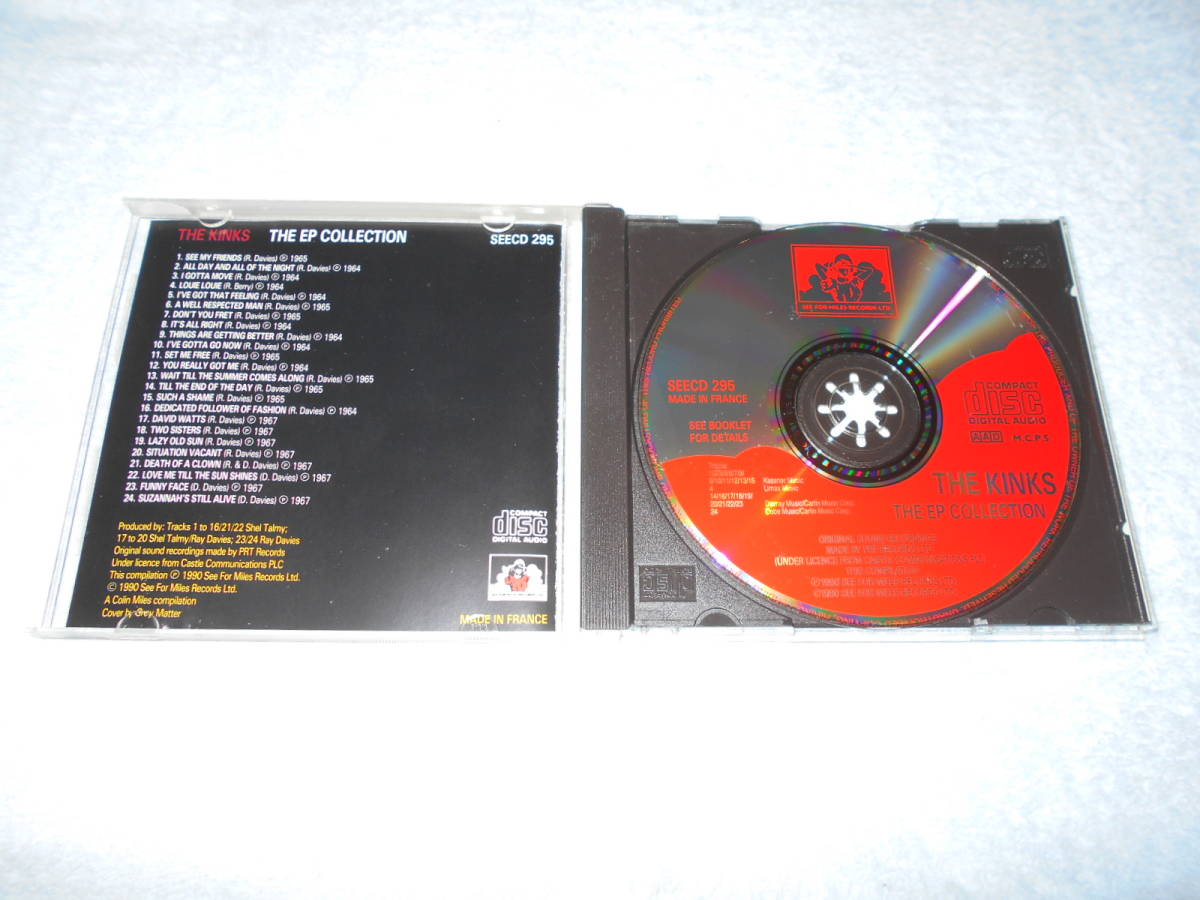 THE KINKS THE EP COLLECTION SEECD 295
1. SEE MY FRIENDS (R. Davies) ℗ 1965
2. ALL DAY AND ALL OF THE NIGHT (R. Davies) ℗ 1964
3. I GOTTA MOVE (R. Davies) ℗ 1964
4. LOUIE LOUIE (R. Berry) ℗ 1964
5. I'VE GOT THAT FEELING (R. Davies) ℗ 1964
6. A WELL RESPECTED MAN (R. Davies) ℗ 1965
7. DON'T YOU FRET (R. Davies) ℗ 1965
8. IT'S ALL RIGHT (R. Davies) ℗ 1964
9. THINGS ARE GETTING BETTER (R. Davies) ℗ 1964
10. I'VE GOTTA GO NOW (R. Davies) ℗ 1964
11. SET ME FREE (R. Davies) ℗ 1965
12. YOU REALLY GOT ME (R. Davies) ℗ 1964
13. WAIT TILL THE SUMMER COMES ALONG (R. Davies) ℗ 1965
14. TILL THE END OF THE DAY (R. Davies) ℗ 1965
15. SUCH A SHAME (R. Davies) ℗ 1965
16. DEDICATED FOLLOWER OF FASHION (R. Davies) ℗ 1964
17. DAVID WATTS (R. Davies) ℗ 1967
18. TWO SISTERS (R. Davies) ℗ 1967
19. LAZY OLD SUN (R. Davies) ℗ 1967
20. SITUATION VACANT (R. Davies) ℗ 1967
21. DEATH OF A CLOWN (R. & D. Davies) ℗ 1967
22. LOVE ME TILL THE SUN SHINES (D. Davies) ℗ 1967
23. FUNNY FACE (D. Davies) ℗ 1967
24. SUZANNAH'S STILL ALIVE (D. Davies) ℗ 1967
Produced by: Tracks 1 to 16/21/22 Shel Talmy;
17 to 20 Shel Talmy/Ray Davies; 23/24 Ray Davies
Original sound recordings made by PRT Records
Under licence from Castle Communications PLC
This compilation ℗ 1990 See For Miles Records Ltd.
© 1990 See For Miles Records Ltd.
A Colin Miles compilation
Cover by Grey Matter
COMPACT
disc
DIGITAL AUDIO
MADE IN FRANCE
SEE FOR MILES RECORDS LTD
SEECD 295
MADE IN FRANCE
SEE BOOKLET
FOR DETAILS
COMPACT
disc
DIGITAL AUDIO
AAD M.C.P.S
THE KINKS
THE EP COLLECTION
Kassner Music